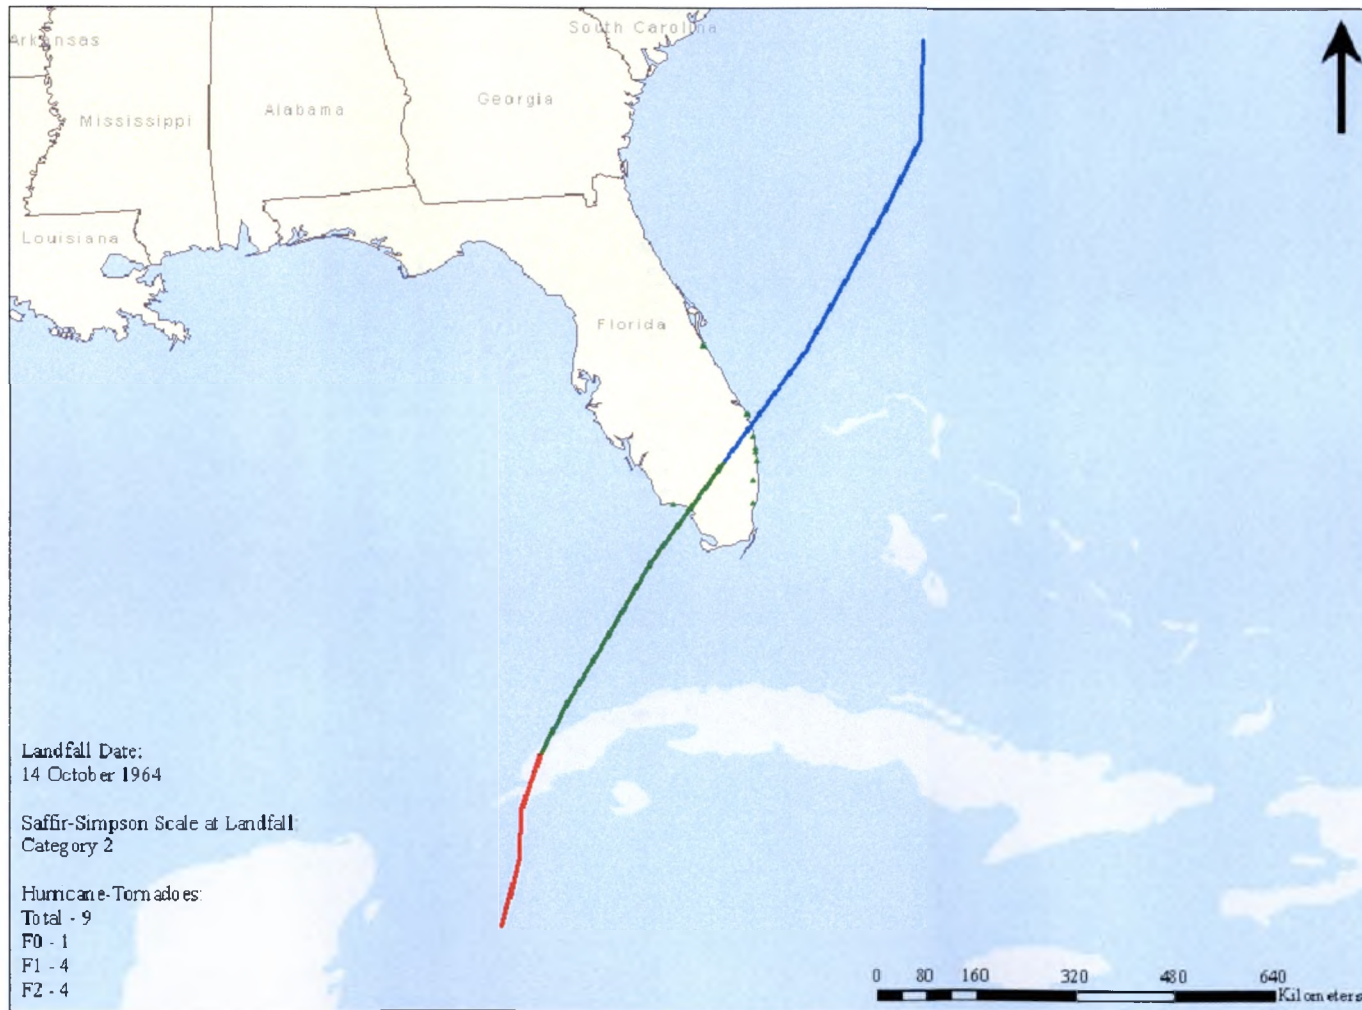 South Carolina
Arkansas
Georgia
Alabama
Mississippi
Louisiana
Florida
Landfall Date:
14 October 1964
Saffir-Simpson Scale at Landfall:
Category 2
Hurricane-Tornadoes:
Total - 9
F0 - 1
F1 - 4
F2 - 4
0 80 160 320 480 640
Kilometers